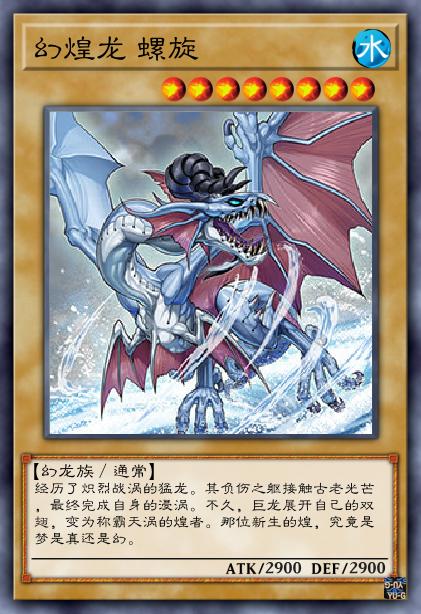 幻煌龙 螺旋
水
【幻龙族／通常】
经历了炽烈战涡的猛龙。其负伤之躯接触古老光芒
，最终完成自身的浸涡。不久，巨龙展开自己的双
翅，变为称霸天涡的煌者。那位新生的煌，究竟是
梦是真还是幻。
ATK/2900 DEF/2900